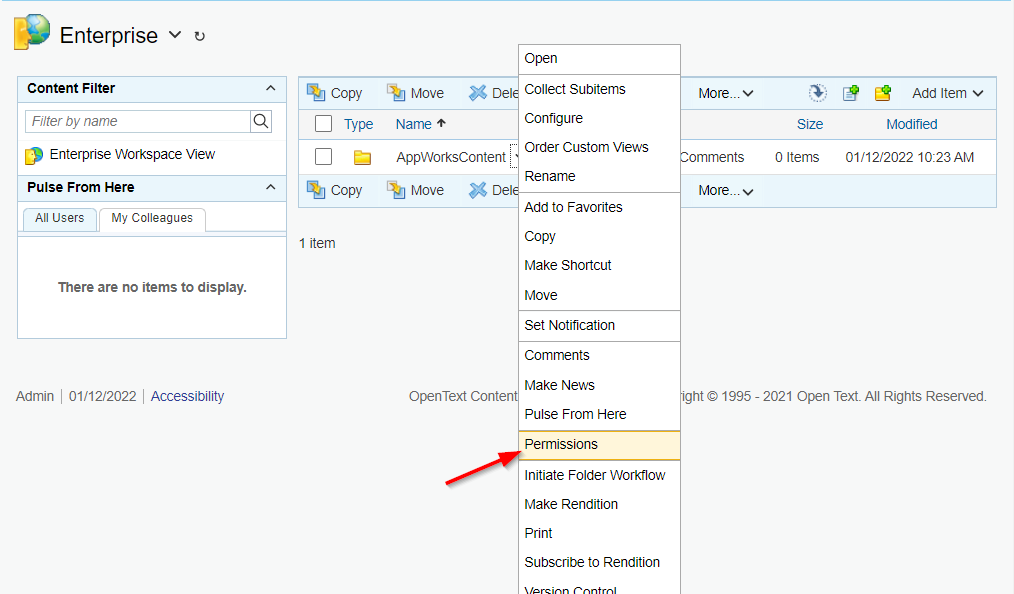 Enterprise
Content Filter
Filter by name
Enterprise Workspace View
Pulse From Here
All Users My Colleagues
There are no items to display.
Copy Move More... Add Item
Type Name Size Modified
AppWorksContent Comments 0 Items 01/12/2022 10:23 AM
Copy Move More...
1 item
Open
Collect Subitems
Configure
Order Custom Views
Rename
Add to Favorites
Copy
Make Shortcut
Move
Set Notification
Comments
Make News
Pulse From Here
Permissions
Initiate Folder Workflow
Make Rendition
Print
Subscribe to Rendition
Version Control
Admin 01/12/2022 Accessibility
OpenText Content © 1995 - 2021 Open Text. All Rights Reserved.